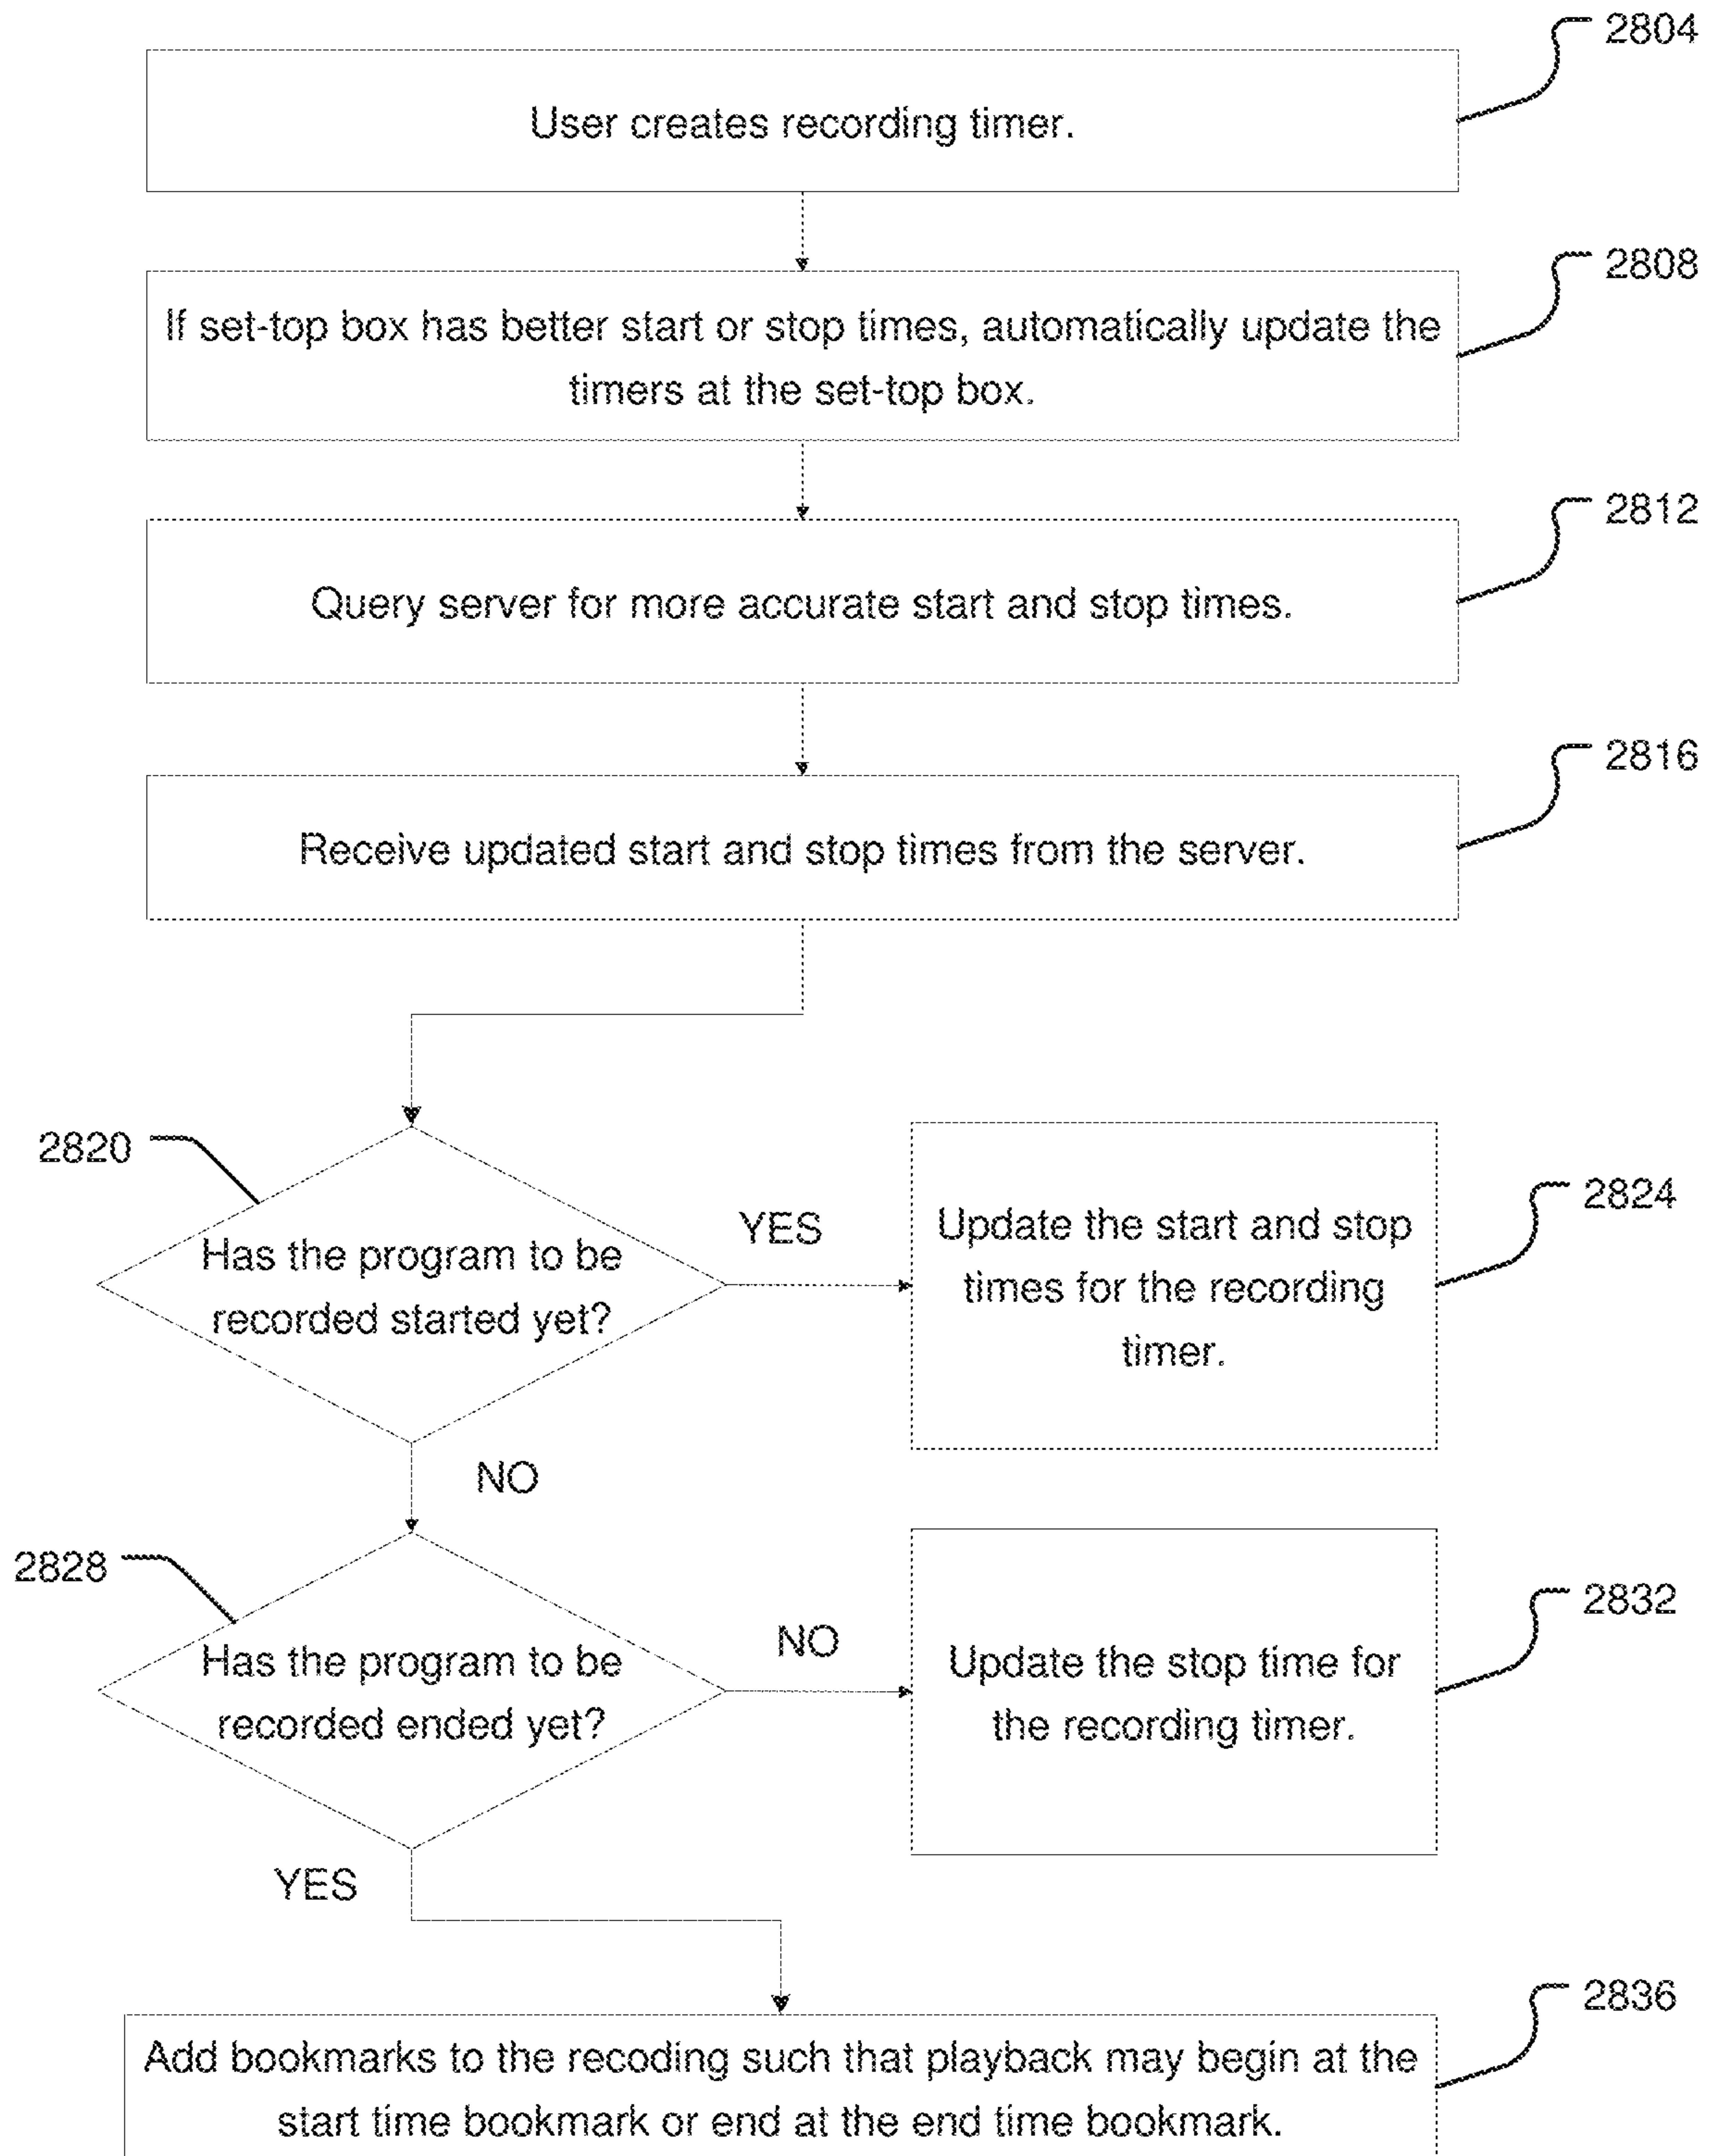 2804
User creates recording timer.
2808
If set-top box has better start or stop times, automatically update the
timers at the set-top box.
2812
Query server for more accurate start and stop times.
2816
Receive updated start and stop times from the server.
2820
Has the program to be
recorded started yet?
YES
2824
Update the start and stop
times for the recording
timer.
NO
2828
Has the program to be
recorded ended yet?
NO
2832
Update the stop time for
the recording timer.
YES
2836
Add bookmarks to the recoding such that playback may begin at the
start time bookmark or end at the end time bookmark.